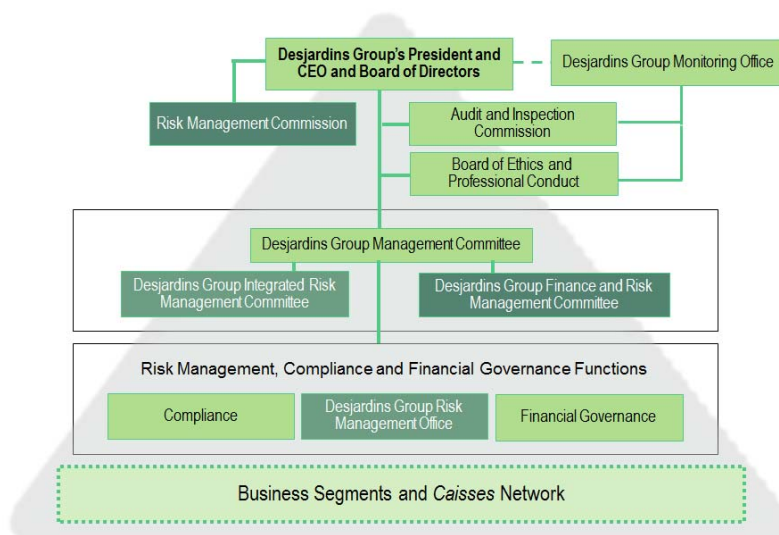 Desjardins Group's President and
CEO and Board of Directors
Desjardins Group Monitoring Office
Risk Management Commission
Audit and Inspection
Commission
Board of Ethics and
Professional Conduct
Desjardins Group Management Committee
Desjardins Group Integrated Risk
Management Committee
Desjardins Group Finance and Risk
Management Committee
Risk Management, Compliance and Financial Governance Functions
Compliance
Desjardins Group Risk
Management Office
Financial Governance
Business Segments and Caisses Network